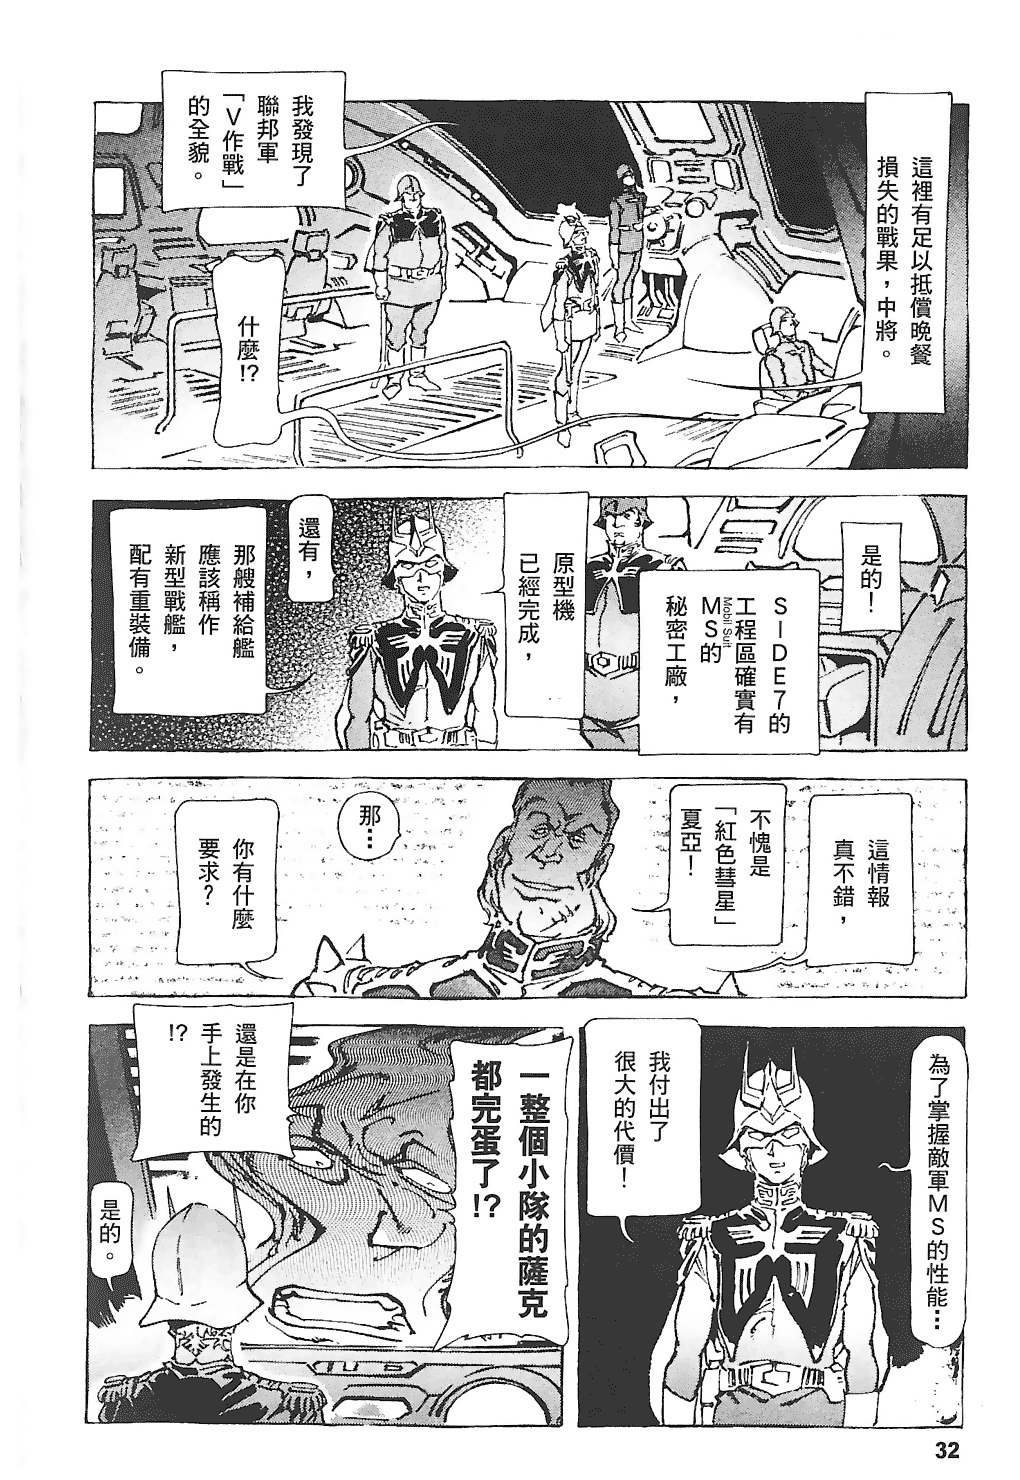 這裡有足以抵償晚餐
損失的戰果，中將。
我發現了
聯邦軍
「V作戰」
的全貌。
什麼!?
是的！
SIDE7的
工程區確實有
MS的
Mobil Suit
秘密工廠，
原型機
已經完成，
還有，
那艘補給艦
應該稱作
新型戰艦，
配有重裝備。
這情報
真不錯，
不愧是
「紅色彗星」
夏亞！
那…
你有什麼
要求？
為了掌握敵軍MS的性能…
我付出了
很大的代價！
一整個小隊的薩克
都完蛋了!?
還是在你
手上發生的
!?
是的。
32